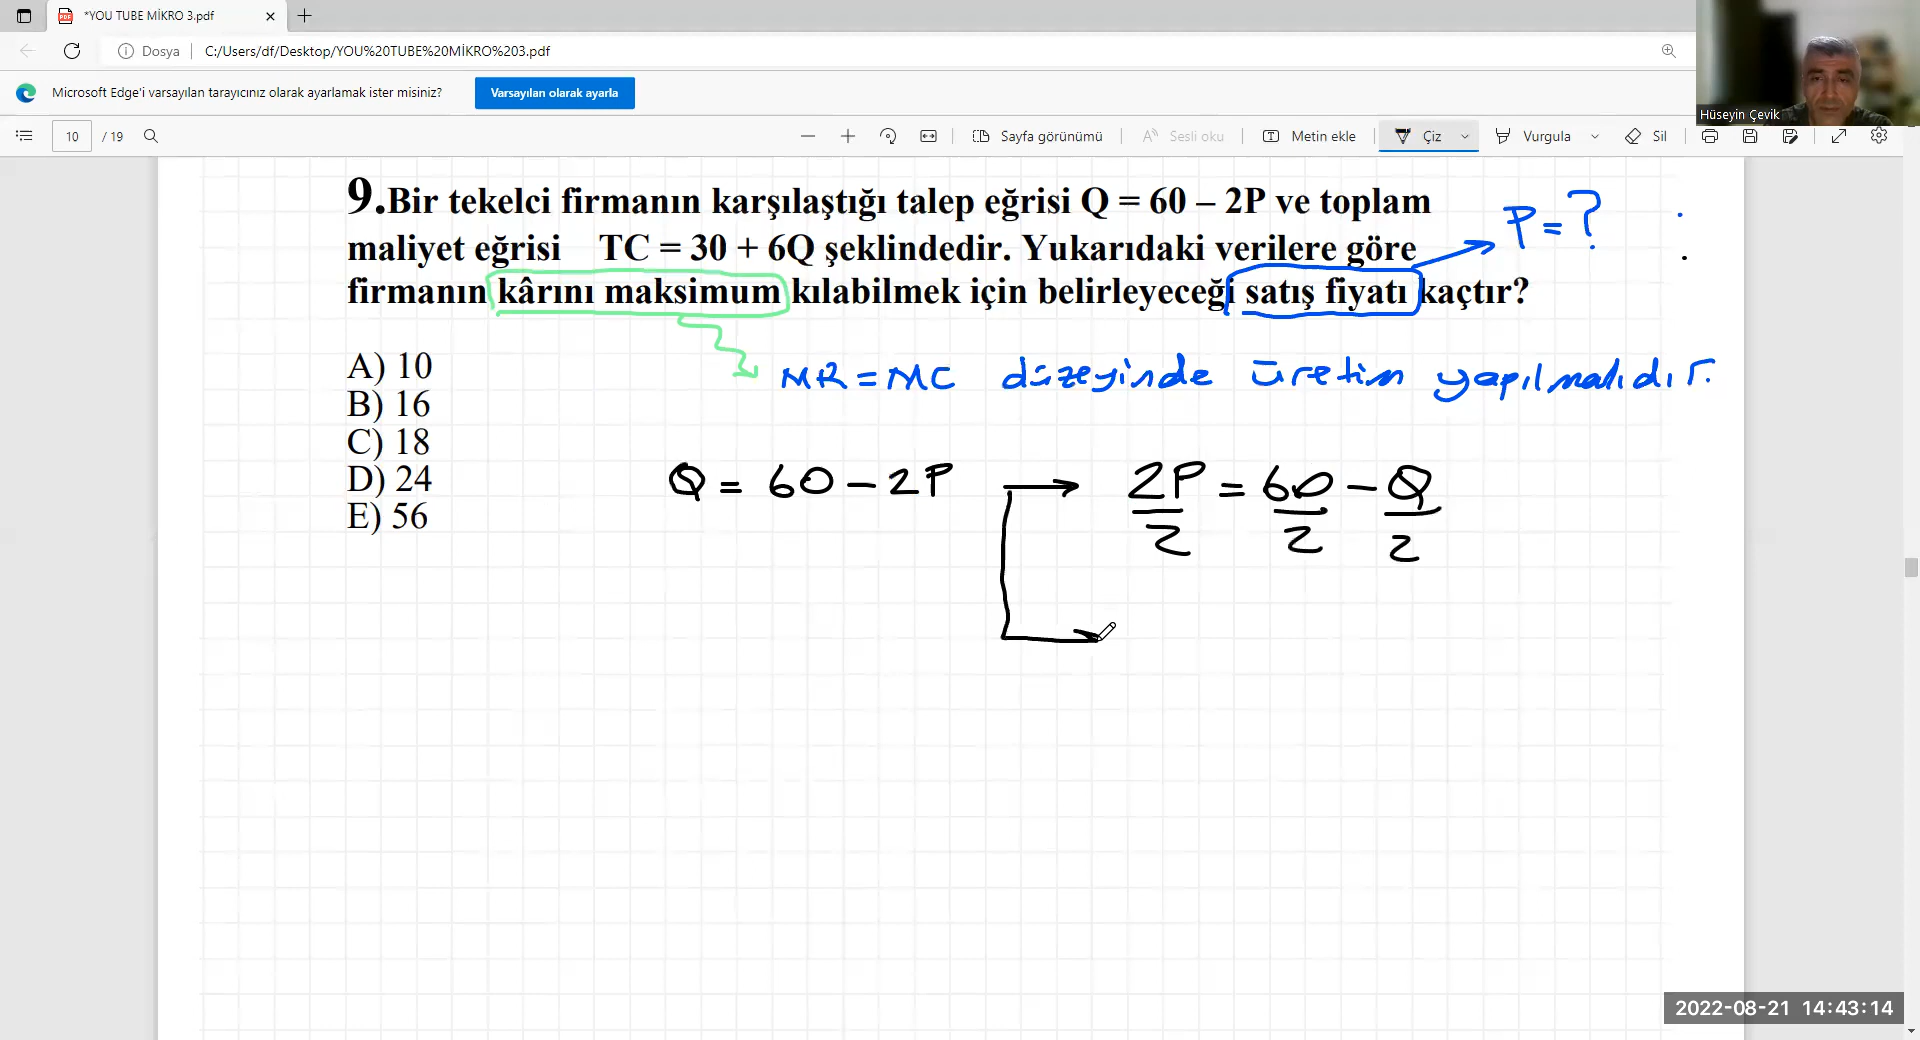 *YOU TUBE MİKRO 3.pdf
Dosya C:/Users/df/Desktop/YOU%20TUBE%20MİKRO%203.pdf
Microsoft Edge'i varsayılan tarayıcınız olarak ayarlamak ister misiniz? Varsayılan olarak ayarla
Hüseyin Çevik
10 / 19 Sayfa görünümü Sesli oku Metin ekle Çiz Vurgula Sil
9.Bir tekelci firmanın karşılaştığı talep eğrisi Q = 60 – 2P ve toplam
maliyet eğrisi TC = 30 + 6Q şeklindedir. Yukarıdaki verilere göre
firmanın kârını maksimum kılabilmek için belirleyeceği satış fiyatı kaçtır?
P = ?
A) 10
B) 16
C) 18
D) 24
E) 56
MR = MC düzeyinde üretim yapılmalıdır.
Q = 60 – 2P → 2P/2 = 60/2 – Q/2
2022-08-21 14:43:14